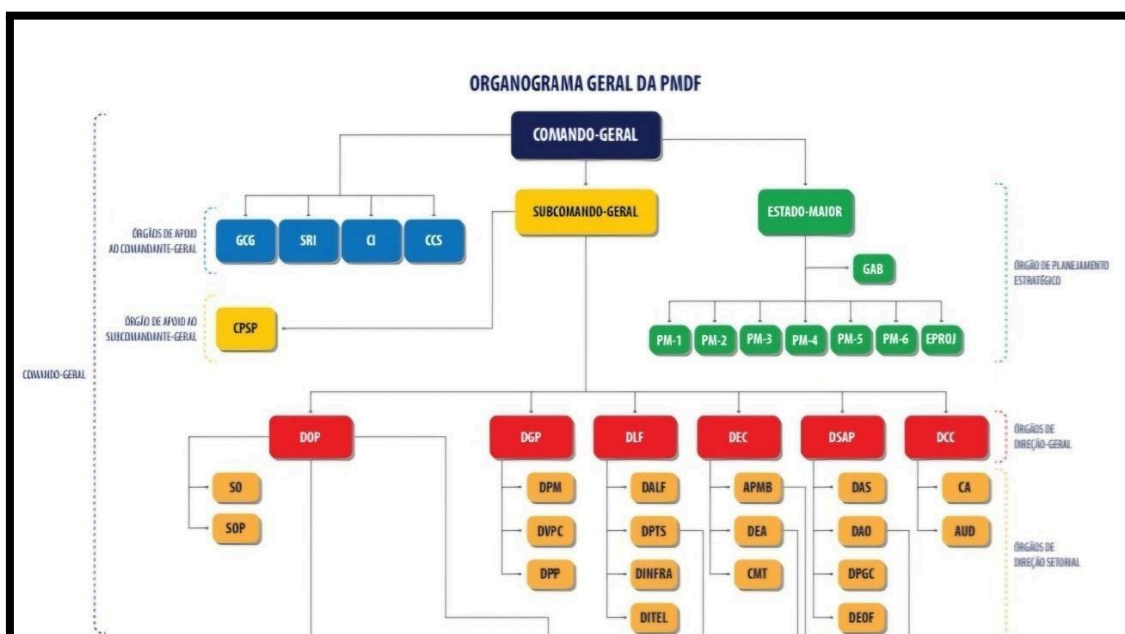 ORGANOGRAMA GERAL DA PMDF
COMANDO-GERAL
SUBCOMANDO-GERAL
ESTADO-MAIOR
ÓRGÃOS DE APOIO
AO COMANDANTE-GERAL
GCG
SRI
CI
CCS
GAB
ÓRGÃO DE PLANEJAMENTO
ESTRATÉGICO
ÓRGÃO DE APOIO AO
SUBCOMANDANTE-GERAL
CPSP
PM-1
PM-2
PM-3
PM-4
PM-5
PM-6
EPROJ
COMANDO-GERAL
DOP
DGP
DLF
DEC
DSAP
DCC
ÓRGÃOS DE
DIREÇÃO-GERAL
SO
DPM
DALF
APMB
DAS
CA
SOP
DVPC
DPTS
DEA
DAO
AUD
ÓRGÃOS DE
DIREÇÃO SETORIAL
DPP
DINFRA
CMT
DPGC
DITEL
DEOF